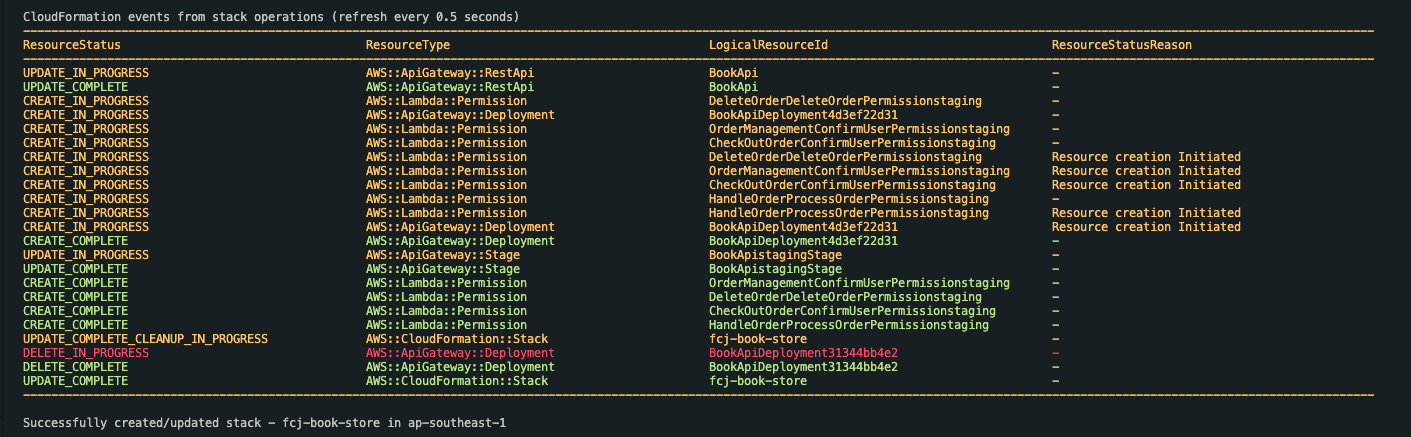 CloudFormation events from stack operations (refresh every 0.5 seconds)
ResourceStatus ResourceType LogicalResourceId ResourceStatusReason
UPDATE_IN_PROGRESS AWS::ApiGateway::RestApi BookApi -
UPDATE_COMPLETE AWS::ApiGateway::RestApi BookApi -
CREATE_IN_PROGRESS AWS::Lambda::Permission DeleteOrderDeleteOrderPermissionstaging -
CREATE_IN_PROGRESS AWS::ApiGateway::Deployment BookApiDeployment4d3ef22d31 -
CREATE_IN_PROGRESS AWS::Lambda::Permission OrderManagementConfirmUserPermissionstaging -
CREATE_IN_PROGRESS AWS::Lambda::Permission CheckOutOrderConfirmUserPermissionstaging -
CREATE_IN_PROGRESS AWS::Lambda::Permission DeleteOrderDeleteOrderPermissionstaging Resource creation Initiated
CREATE_IN_PROGRESS AWS::Lambda::Permission OrderManagementConfirmUserPermissionstaging Resource creation Initiated
CREATE_IN_PROGRESS AWS::Lambda::Permission CheckOutOrderConfirmUserPermissionstaging Resource creation Initiated
CREATE_IN_PROGRESS AWS::Lambda::Permission HandleOrderProcessOrderPermissionstaging -
CREATE_IN_PROGRESS AWS::Lambda::Permission HandleOrderProcessOrderPermissionstaging Resource creation Initiated
CREATE_IN_PROGRESS AWS::ApiGateway::Deployment BookApiDeployment4d3ef22d31 Resource creation Initiated
CREATE_COMPLETE AWS::ApiGateway::Deployment BookApiDeployment4d3ef22d31 -
UPDATE_IN_PROGRESS AWS::ApiGateway::Stage BookApistagingStage -
UPDATE_COMPLETE AWS::ApiGateway::Stage BookApistagingStage -
CREATE_COMPLETE AWS::Lambda::Permission OrderManagementConfirmUserPermissionstaging -
CREATE_COMPLETE AWS::Lambda::Permission DeleteOrderDeleteOrderPermissionstaging -
CREATE_COMPLETE AWS::Lambda::Permission CheckOutOrderConfirmUserPermissionstaging -
CREATE_COMPLETE AWS::Lambda::Permission HandleOrderProcessOrderPermissionstaging -
UPDATE_COMPLETE_CLEANUP_IN_PROGRESS AWS::CloudFormation::Stack fcj-book-store -
DELETE_IN_PROGRESS AWS::ApiGateway::Deployment BookApiDeployment31344bb4e2 -
DELETE_COMPLETE AWS::ApiGateway::Deployment BookApiDeployment31344bb4e2 -
UPDATE_COMPLETE AWS::CloudFormation::Stack fcj-book-store -
Successfully created/updated stack - fcj-book-store in ap-southeast-1